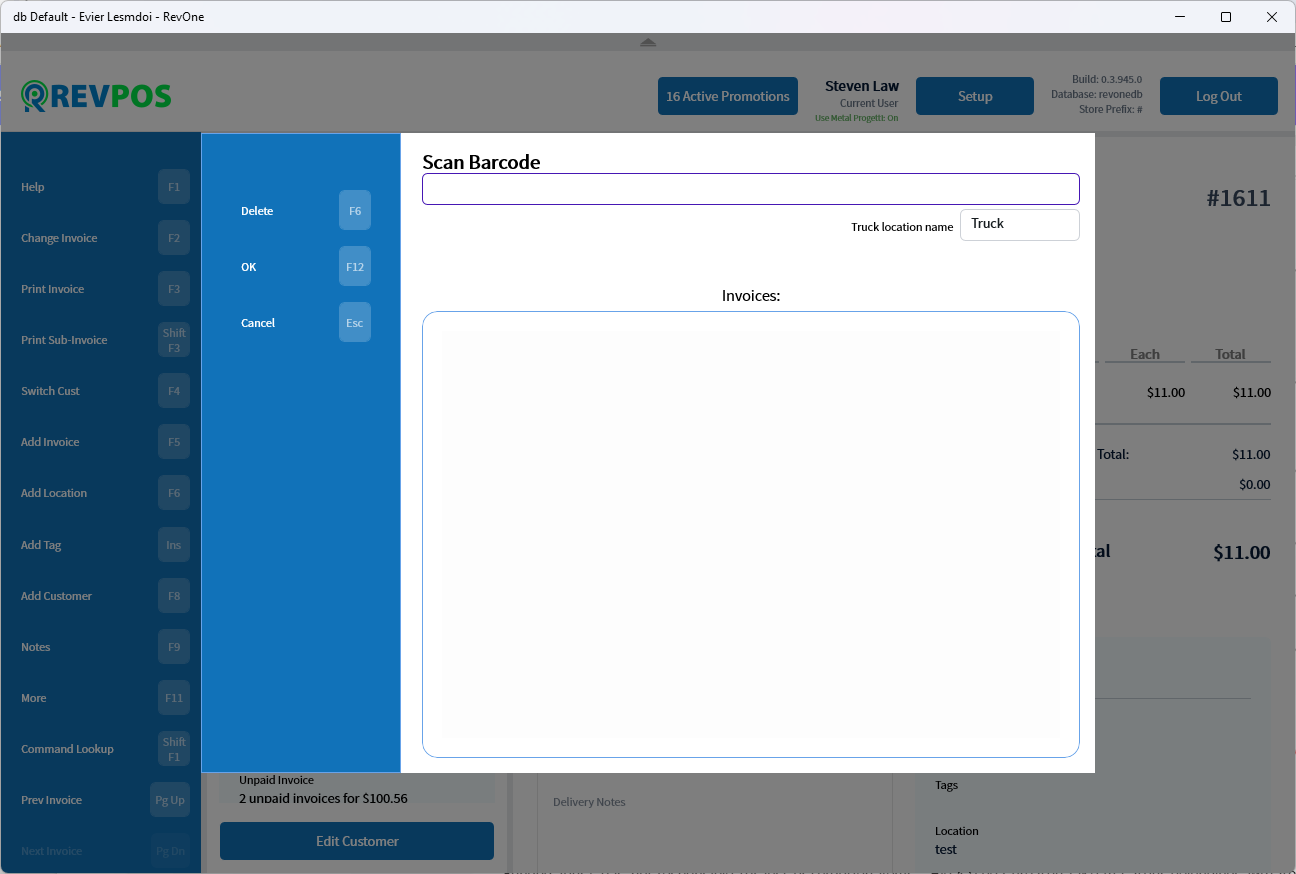 db Default - Evier Lesmdoi - RevOne
REVPOS
16 Active Promotions
Steven Law
Current User
Use Metal Progetti: On
Setup
Build: 0.3.945.0
Database: revonedb
Store Prefix: #
Log Out
Help F1
Change Invoice F2
Print Invoice F3
Print Sub-Invoice Shift F3
Switch Cust F4
Add Invoice F5
Add Location F6
Add Tag Ins
Add Customer F8
Notes F9
More F11
Command Lookup Shift F1
Prev Invoice Pg Up
Next Invoice Pg Dn
Delete F6
OK F12
Cancel Esc
Scan Barcode
Truck location name Truck
Invoices:
#1611
Each Total
$11.00 $11.00
Total: $11.00
$0.00
$11.00
Unpaid Invoice
2 unpaid invoices for $100.56
Edit Customer
Delivery Notes
Tags
Location
test